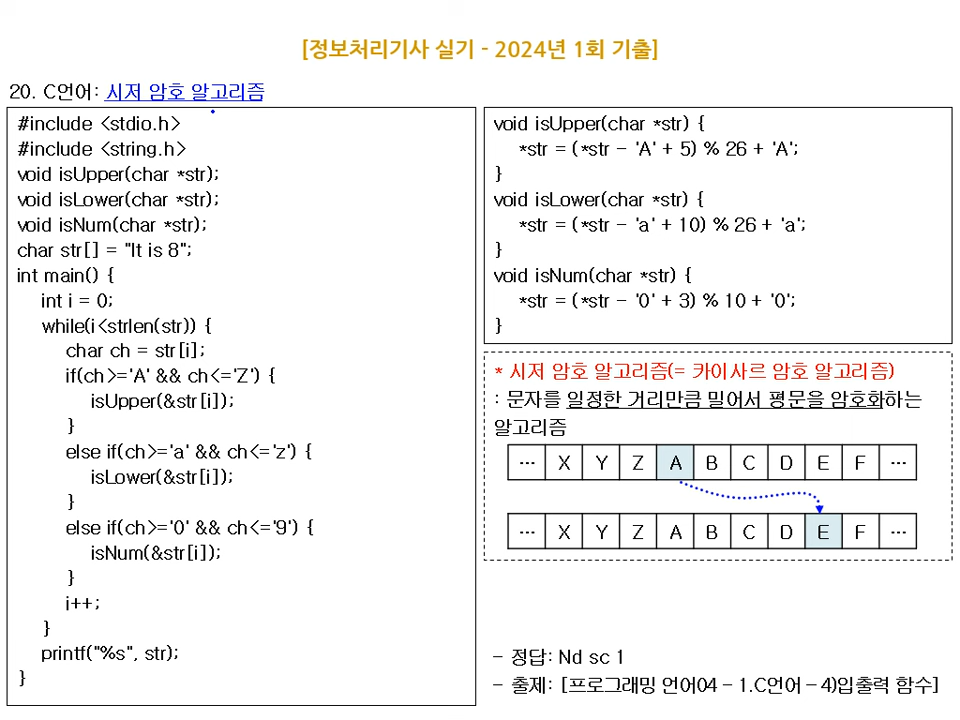 [정보처리기사 실기 - 2024년 1회 기출]
20. C언어: 시저 암호 알고리즘
#include <stdio.h>
#include <string.h>
void isUpper(char *str);
void isLower(char *str);
void isNum(char *str);
char str[] = "It is 8";
int main() {
int i = 0;
while(i<strlen(str)) {
char ch = str[i];
if(ch>='A' && ch<='Z') {
isUpper(&str[i]);
}
else if(ch>='a' && ch<='z') {
isLower(&str[i]);
}
else if(ch>='0' && ch<='9') {
isNum(&str[i]);
}
i++;
}
printf("%s", str);
}
void isUpper(char *str) {
*str = (*str - 'A' + 5) % 26 + 'A';
}
void isLower(char *str) {
*str = (*str - 'a' + 10) % 26 + 'a';
}
void isNum(char *str) {
*str = (*str - '0' + 3) % 10 + '0';
}
* 시저 암호 알고리즘(= 카이사르 암호 알고리즘)
: 문자를 일정한 거리만큼 밀어서 평문을 암호화하는
알고리즘
… X Y Z A B C D E F …
… X Y Z A B C D E F …
- 정답: Nd sc 1
- 출제: [프로그래밍 언어04 - 1.C언어 - 4)입출력 함수]